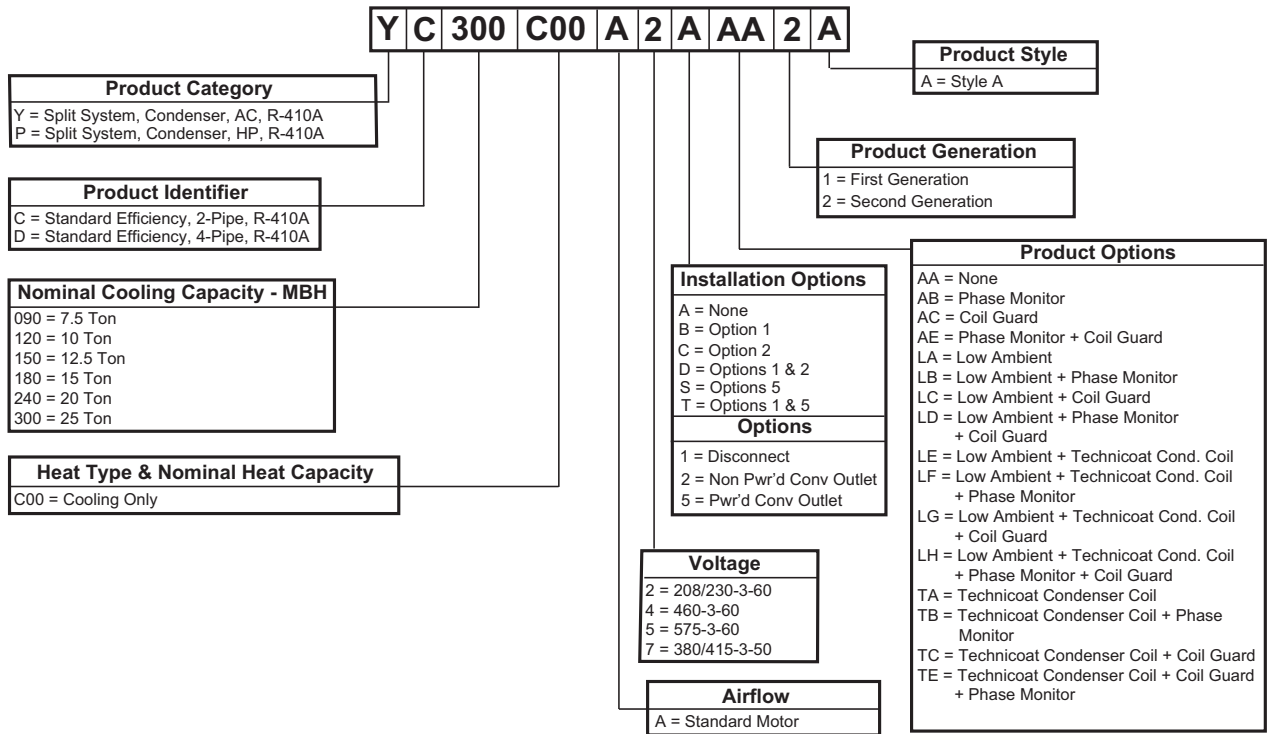 Y C 300 C00 A 2 A AA 2 A
Product Category
Y = Split System, Condenser, AC, R-410A
P = Split System, Condenser, HP, R-410A
Product Identifier
C = Standard Efficiency, 2-Pipe, R-410A
D = Standard Efficiency, 4-Pipe, R-410A
Nominal Cooling Capacity - MBH
090 = 7.5 Ton
120 = 10 Ton
150 = 12.5 Ton
180 = 15 Ton
240 = 20 Ton
300 = 25 Ton
Heat Type & Nominal Heat Capacity
C00 = Cooling Only
Airflow
A = Standard Motor
Voltage
2 = 208/230-3-60
4 = 460-3-60
5 = 575-3-60
7 = 380/415-3-50
Installation Options
A = None
B = Option 1
C = Option 2
D = Options 1 & 2
S = Options 5
T = Options 1 & 5
Options
1 = Disconnect
2 = Non Pwr'd Conv Outlet
5 = Pwr'd Conv Outlet
Product Options
AA = None
AB = Phase Monitor
AC = Coil Guard
AE = Phase Monitor + Coil Guard
LA = Low Ambient
LB = Low Ambient + Phase Monitor
LC = Low Ambient + Coil Guard
LD = Low Ambient + Phase Monitor
+ Coil Guard
LE = Low Ambient + Technicoat Cond. Coil
LF = Low Ambient + Technicoat Cond. Coil
+ Phase Monitor
LG = Low Ambient + Technicoat Cond. Coil
+ Coil Guard
LH = Low Ambient + Technicoat Cond. Coil
+ Phase Monitor + Coil Guard
TA = Technicoat Condenser Coil
TB = Technicoat Condenser Coil + Phase
Monitor
TC = Technicoat Condenser Coil + Coil Guard
TE = Technicoat Condenser Coil + Coil Guard
+ Phase Monitor
Product Generation
1 = First Generation
2 = Second Generation
Product Style
A = Style A